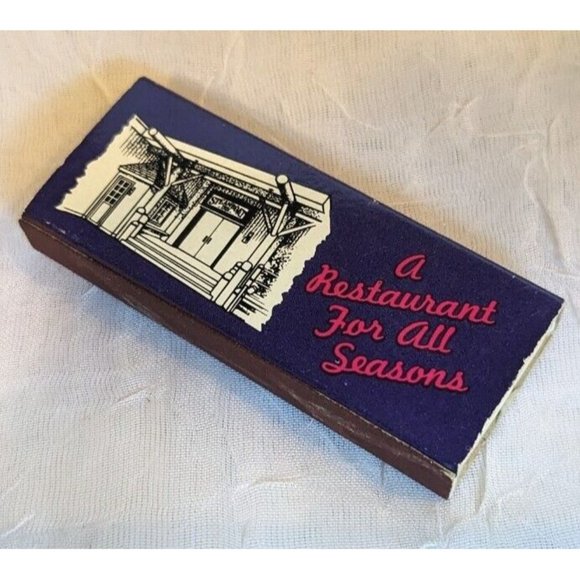 A
Restaurant
For All
Seasons